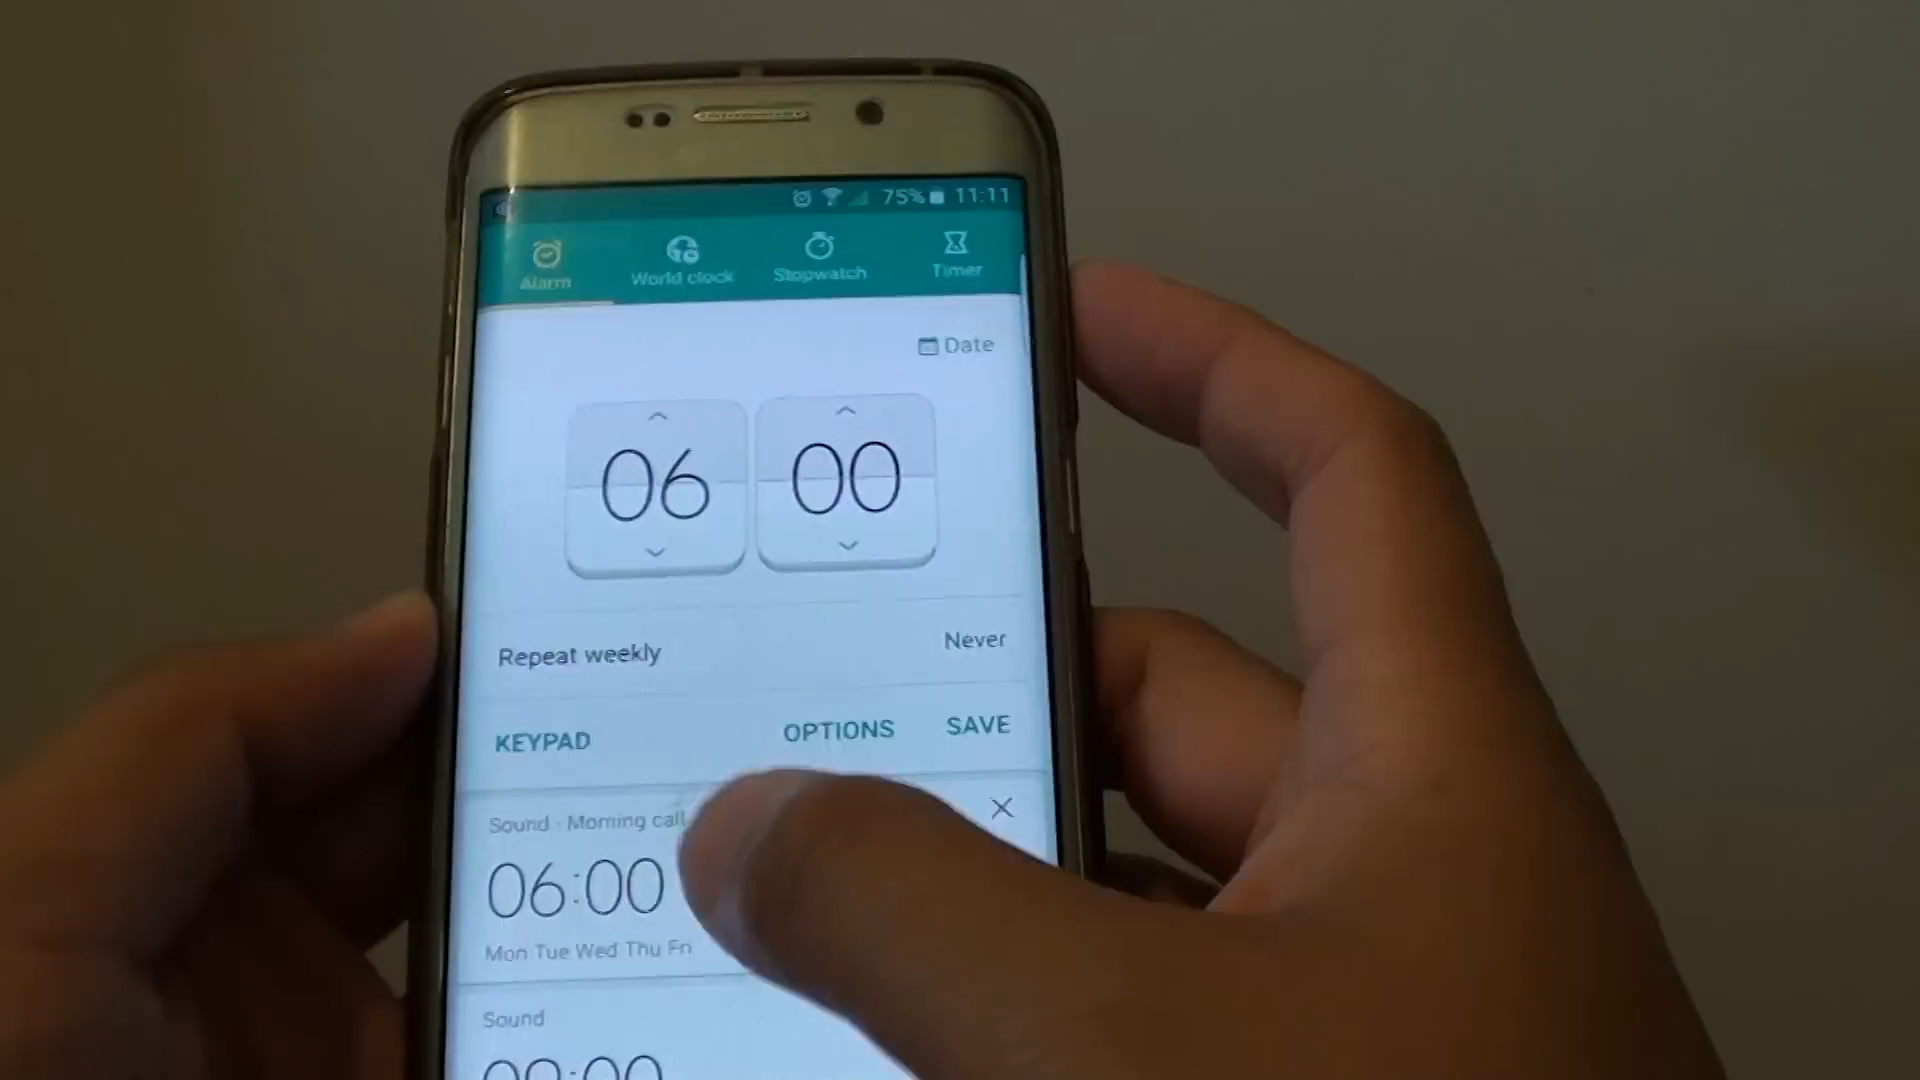 75% 11:11
Alarm World clock Stopwatch Timer
Date
06 00
Repeat weekly Never
KEYPAD OPTIONS SAVE
Sound · Morning call
06:00
Mon Tue Wed Thu Fri
Sound